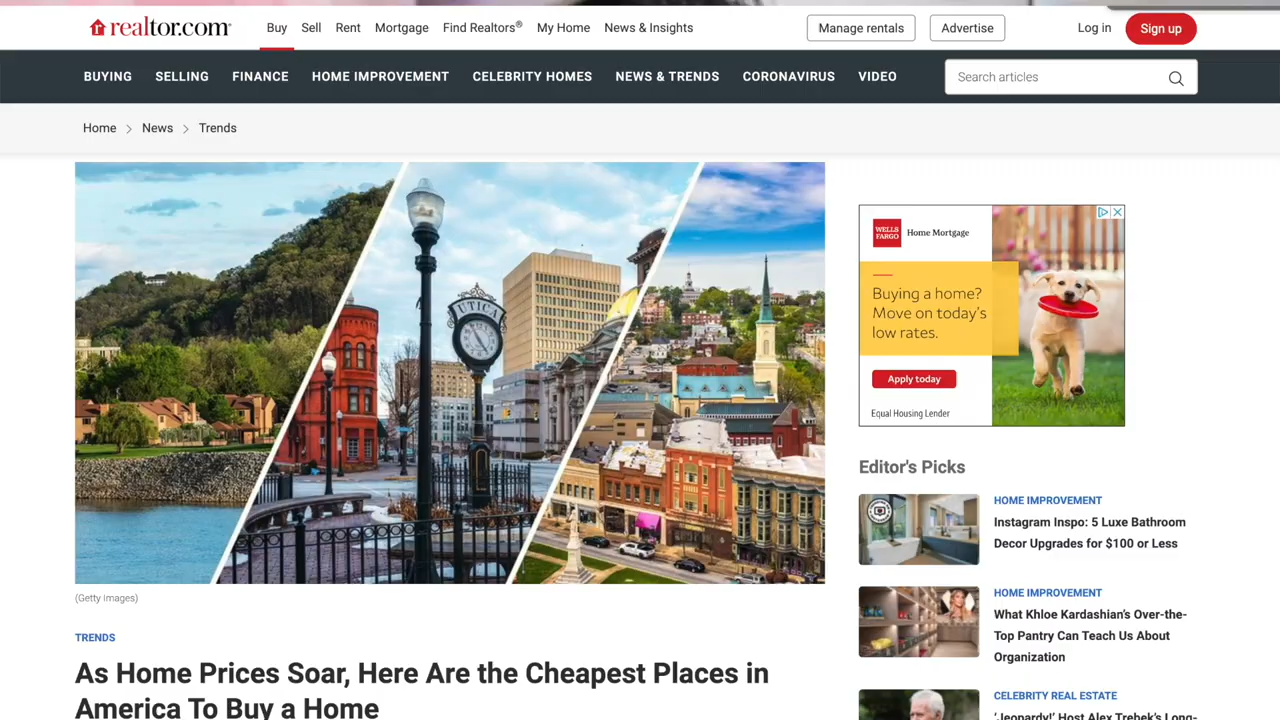 realtor.com®
Buy
Sell
Rent
Mortgage
Find Realtors®
My Home
News & Insights
Manage rentals
Advertise
Log in
Sign up
BUYING
SELLING
FINANCE
HOME IMPROVEMENT
CELEBRITY HOMES
NEWS & TRENDS
CORONAVIRUS
VIDEO
Search articles
Home
News
Trends
UTICA
(Getty Images)
TRENDS
As Home Prices Soar, Here Are the Cheapest Places in
America To Buy a Home
WELLS
FARGO
Home Mortgage
Buying a home?
Move on today's
low rates.
Apply today
Equal Housing Lender
Editor's Picks
HOME IMPROVEMENT
Instagram Inspo: 5 Luxe Bathroom
Decor Upgrades for $100 or Less
HOME IMPROVEMENT
What Khloe Kardashian's Over-the-
Top Pantry Can Teach Us About
Organization
CELEBRITY REAL ESTATE
'Jeopardy!' Host Alex Trebek's Long-